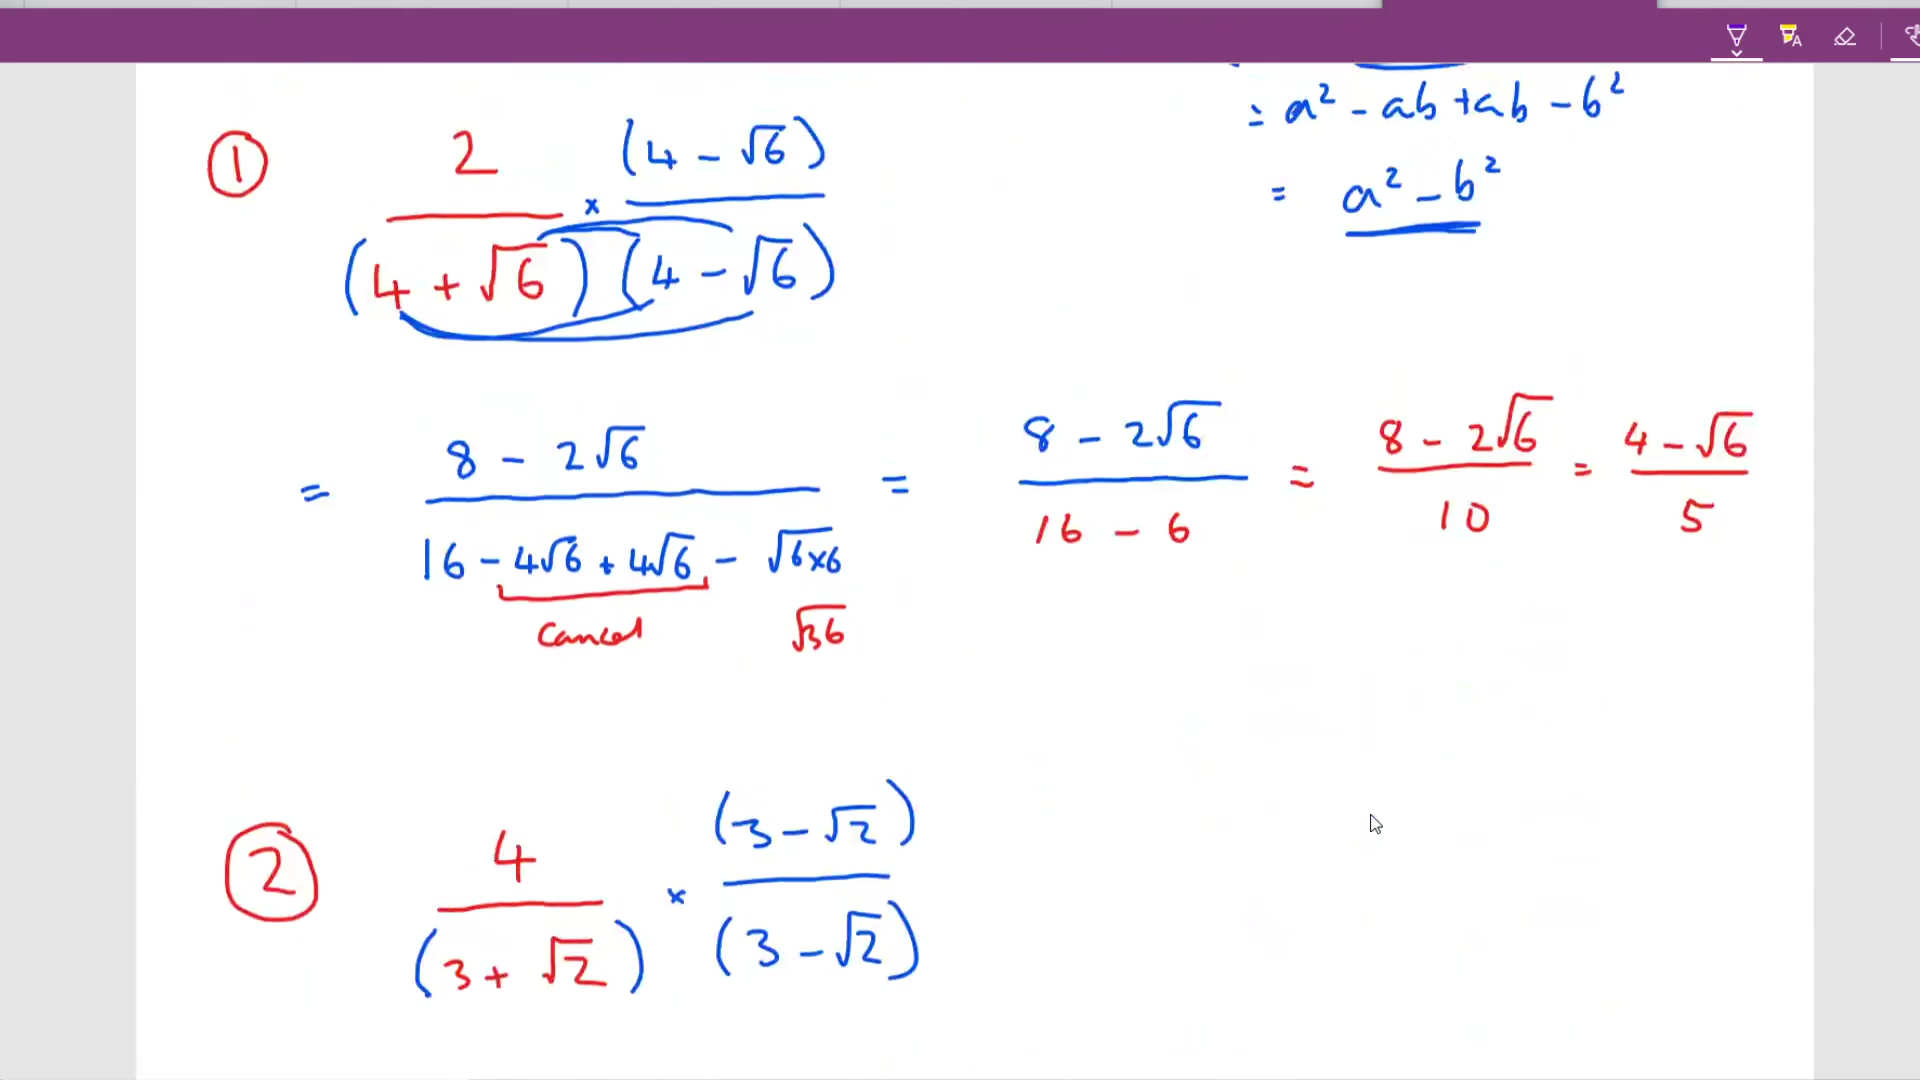 = a² - ab + ab - b²
= a² - b²
① 2/(4 + √6) × (4 - √6)/(4 - √6)
= (8 - 2√6)/(16 - 4√6 + 4√6 - √6×6) = (8 - 2√6)/(16 - 6) = (8 - 2√6)/10 = (4 - √6)/5
cancel √36
② 4/(3 + √2) × (3 - √2)/(3 - √2)